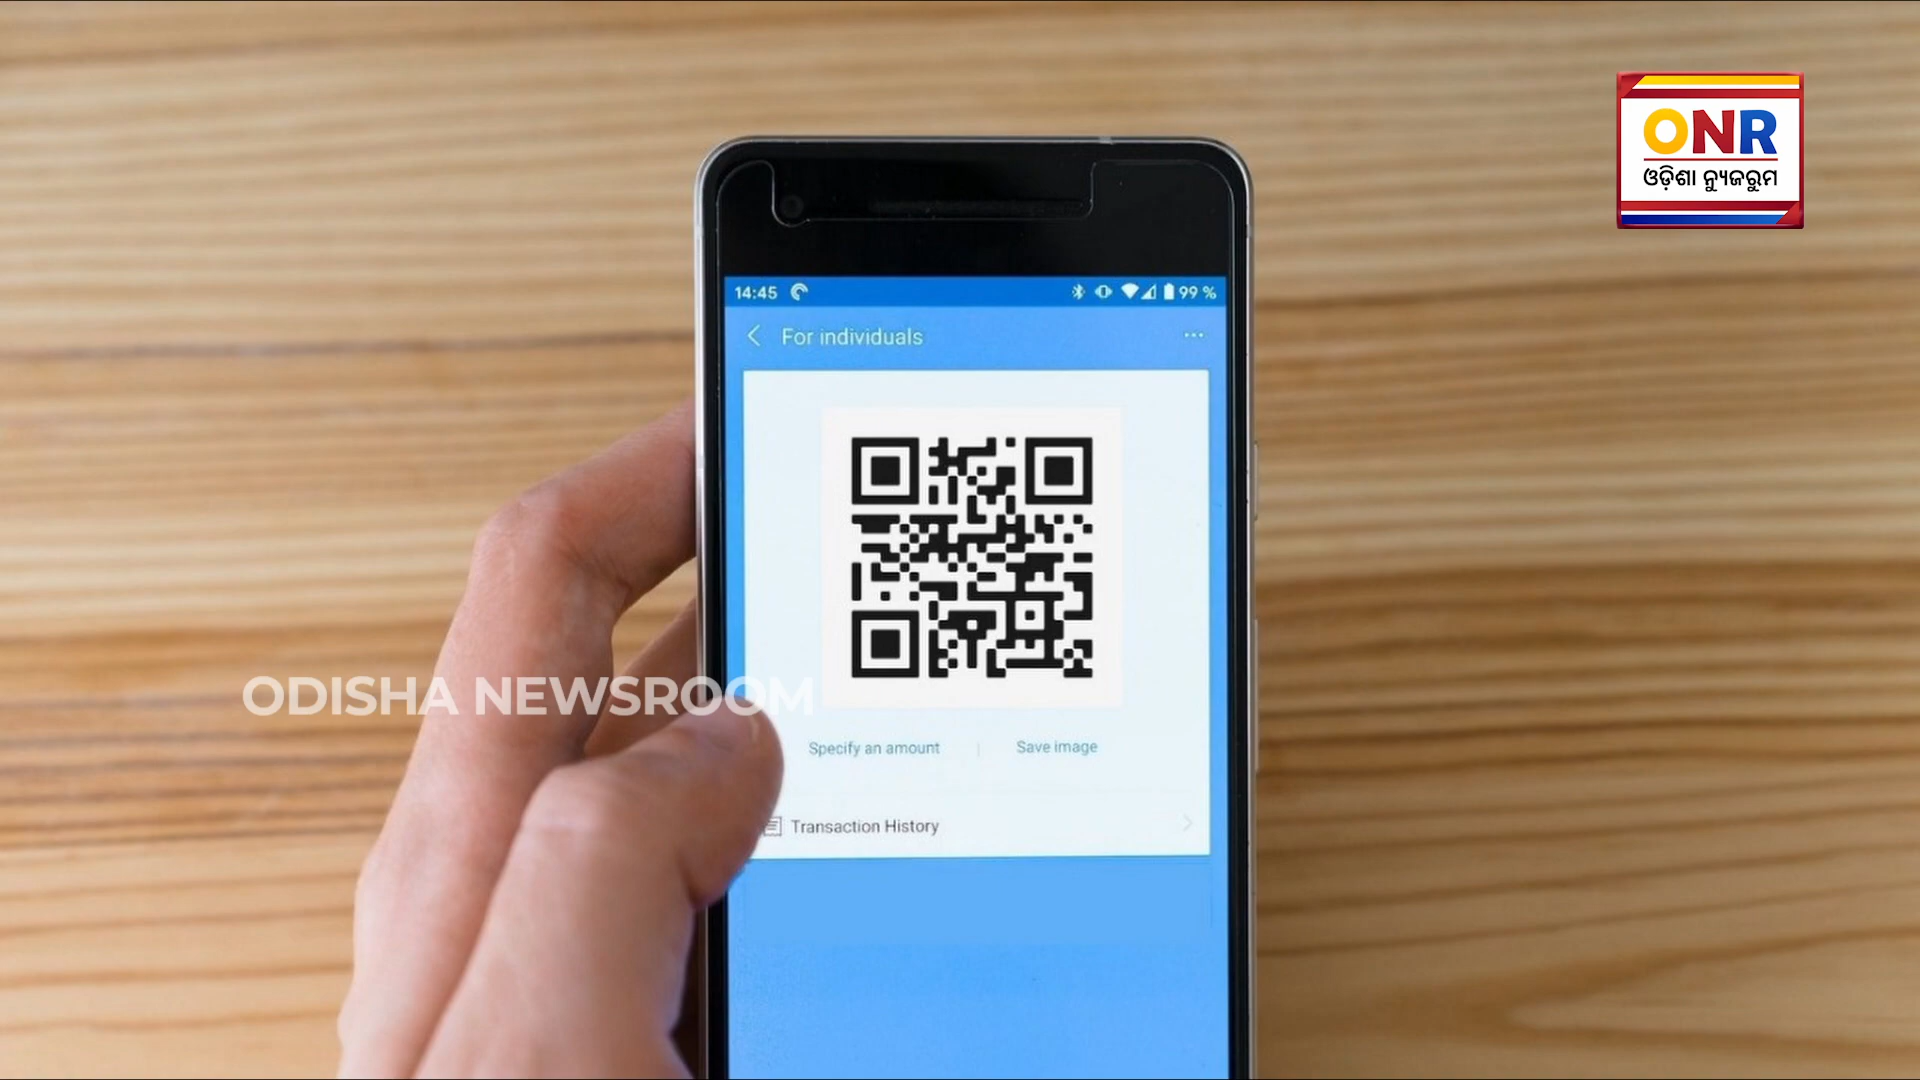 ONR
ଓଡ଼ିଶା ନ୍ୟୁଜରୁମ
14:45
99 %
For individuals
ODISHA NEWSROOM
Specify an amount
Save image
Transaction History